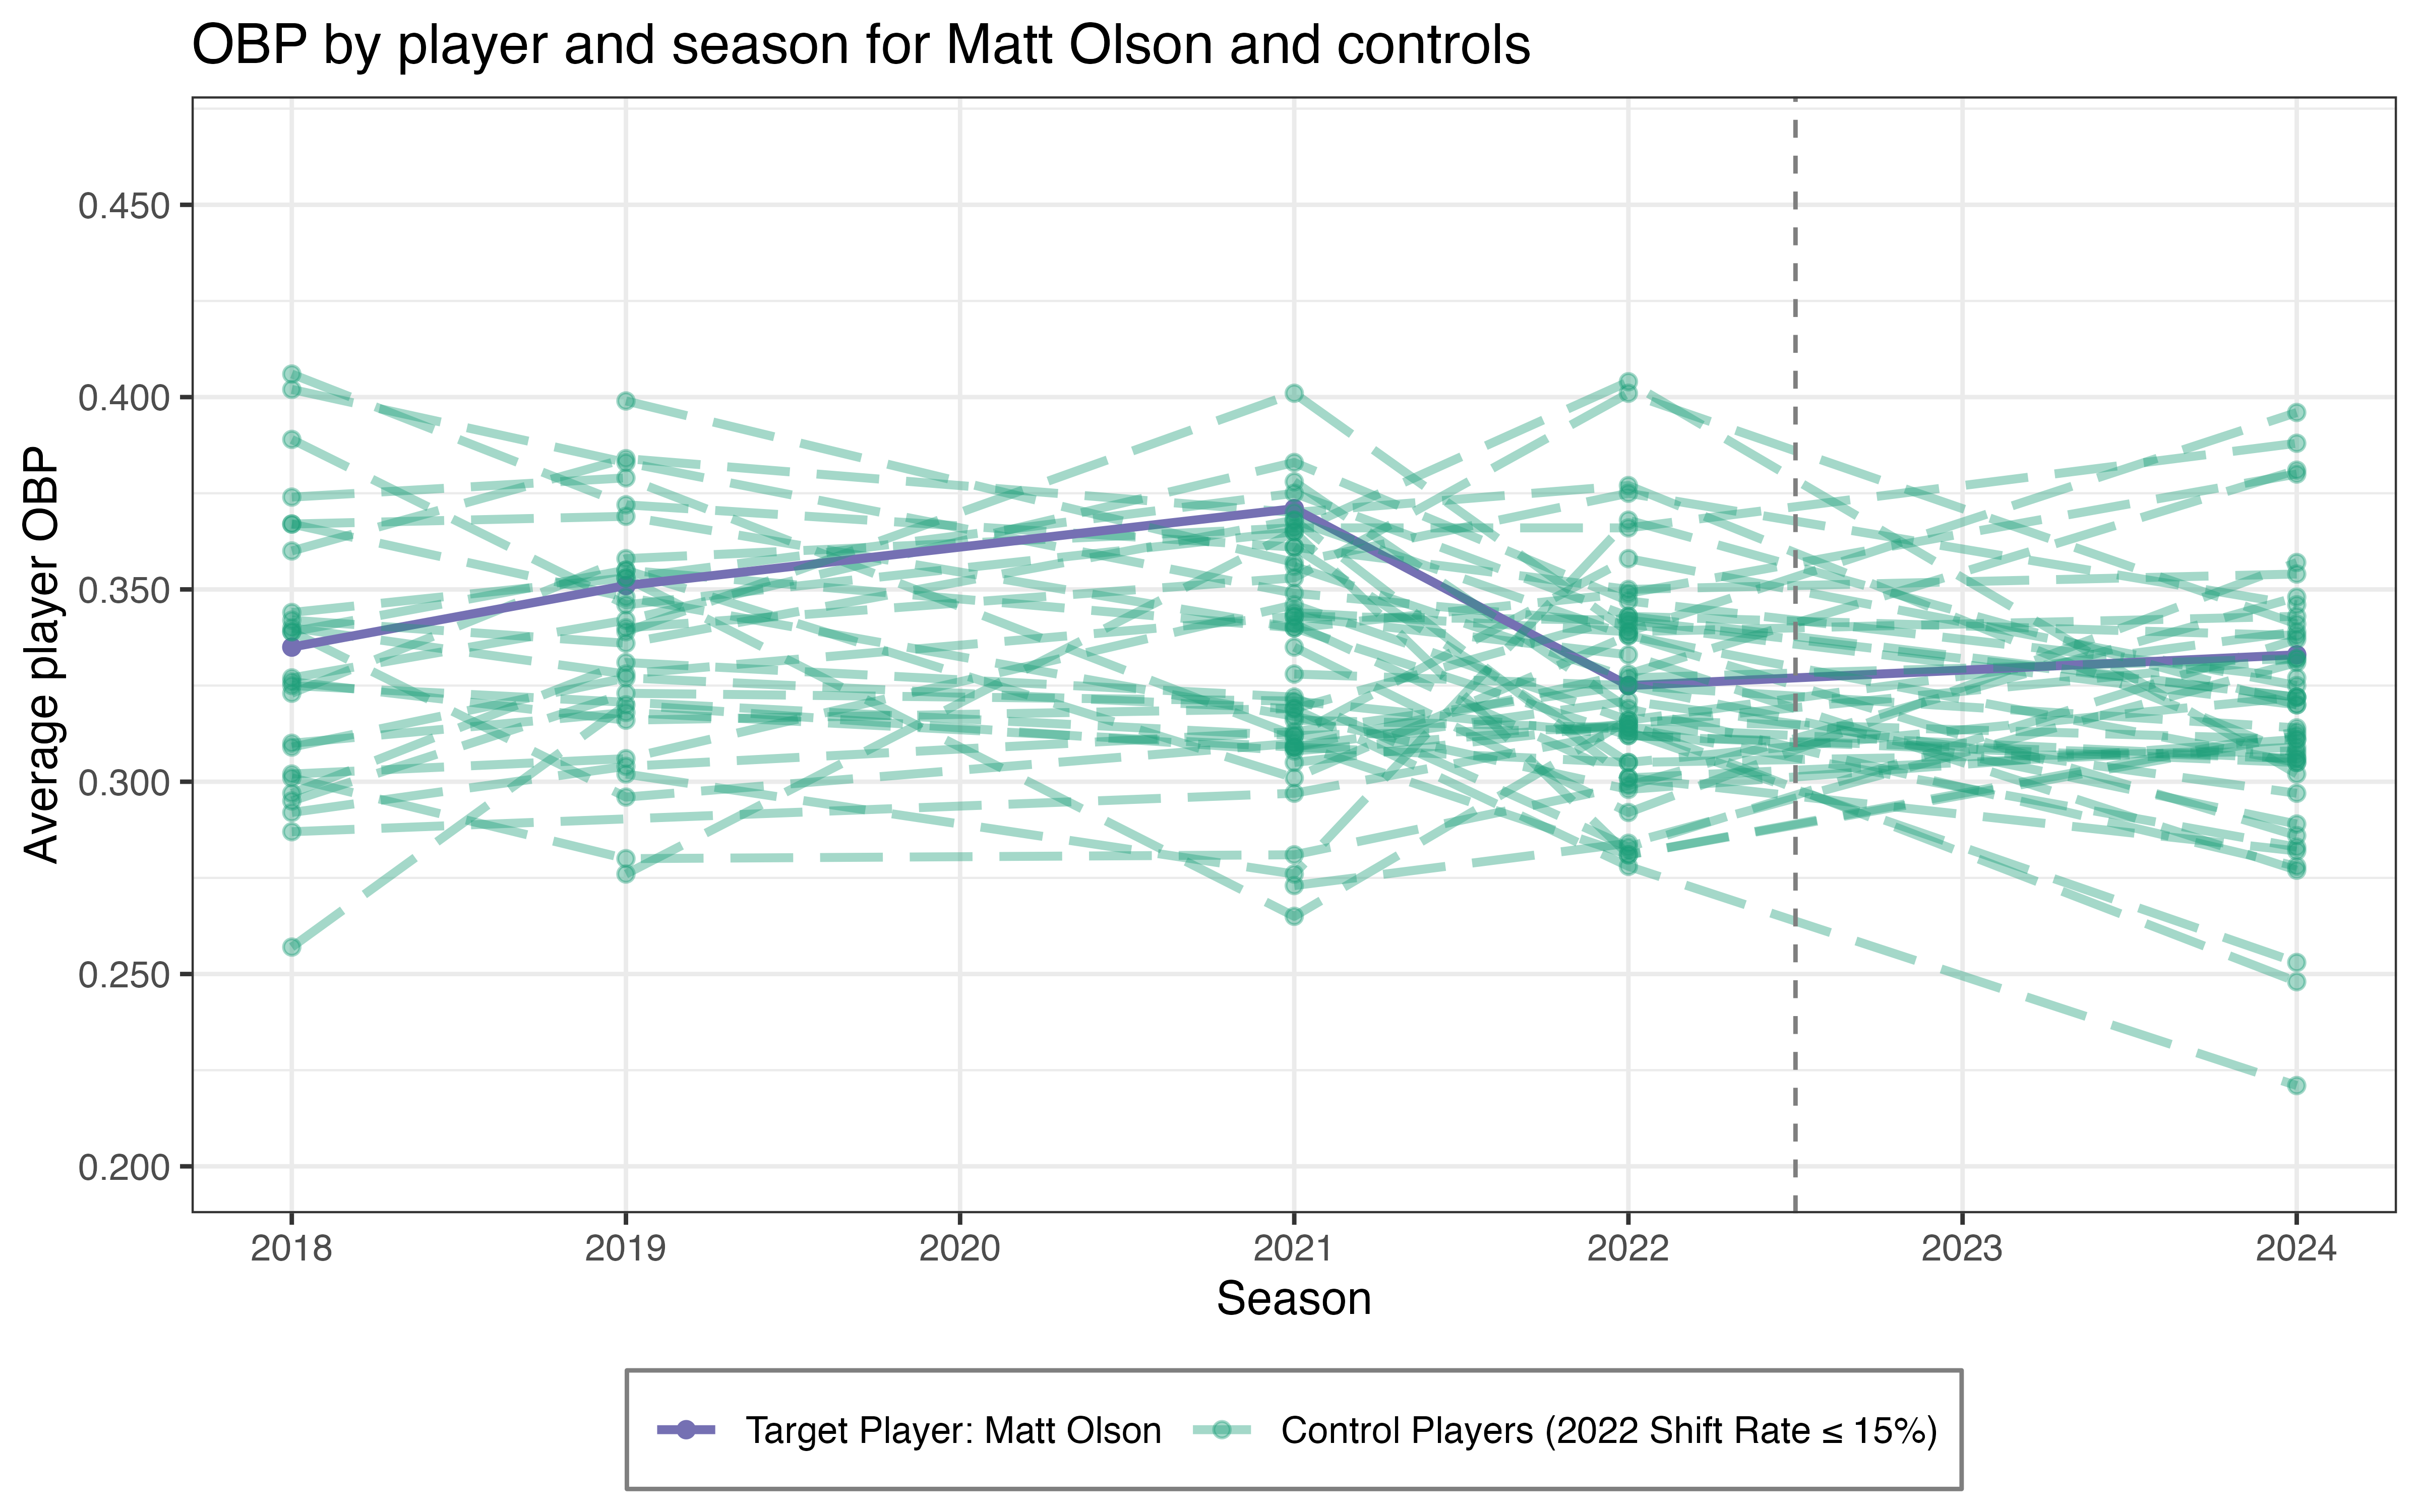 OBP by player and season for Matt Olson and controls
Average player OBP
0.450
0.400
0.350
0.300
0.250
0.200
2018 2019 2020 2021 2022 2023 2024
Season
Target Player: Matt Olson Control Players (2022 Shift Rate ≤ 15%)